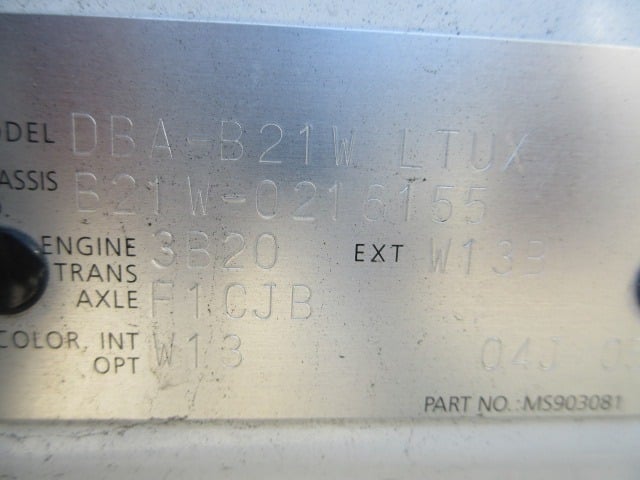 ODEL DBA-B21W LTUX
ASSIS B21W-0216155
ENGINE 3B20 EXT W13B
TRANS
AXLE F1CJB
COLOR, INT W13 04J
OPT
PART NO.:MS903081